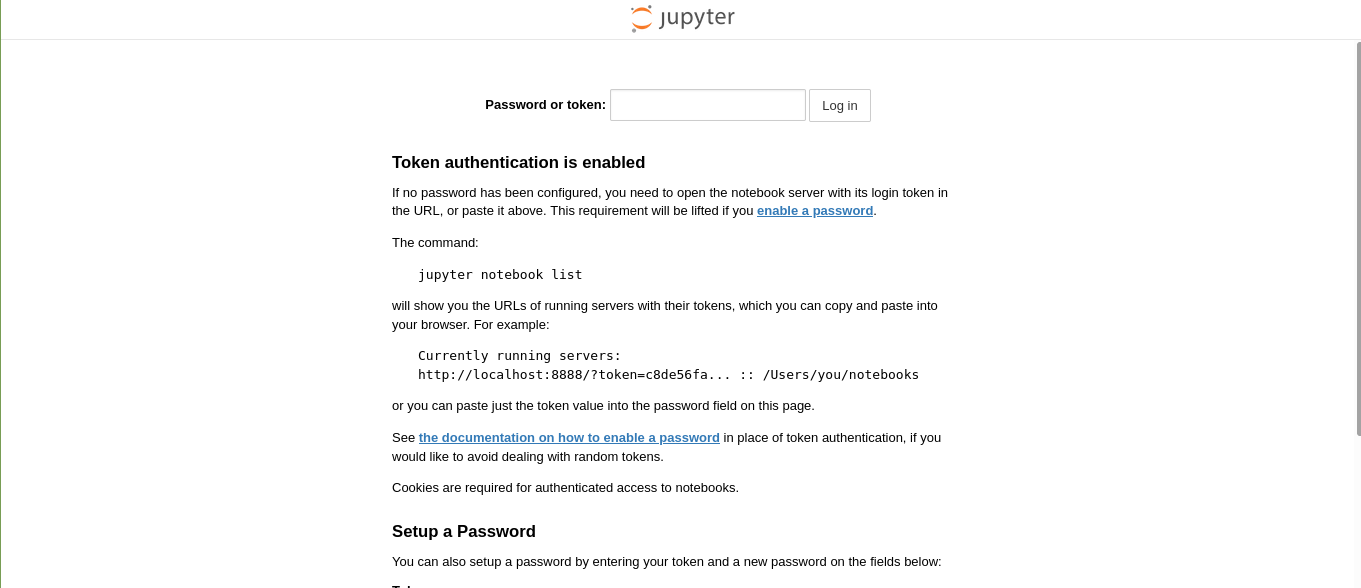 jupyter
Password or token: Log in
Token authentication is enabled
If no password has been configured, you need to open the notebook server with its login token in
the URL, or paste it above. This requirement will be lifted if you enable a password.
The command:
jupyter notebook list
will show you the URLs of running servers with their tokens, which you can copy and paste into
your browser. For example:
Currently running servers:
http://localhost:8888/?token=c8de56fa... :: /Users/you/notebooks
or you can paste just the token value into the password field on this page.
See the documentation on how to enable a password in place of token authentication, if you
would like to avoid dealing with random tokens.
Cookies are required for authenticated access to notebooks.
Setup a Password
You can also setup a password by entering your token and a new password on the fields below: